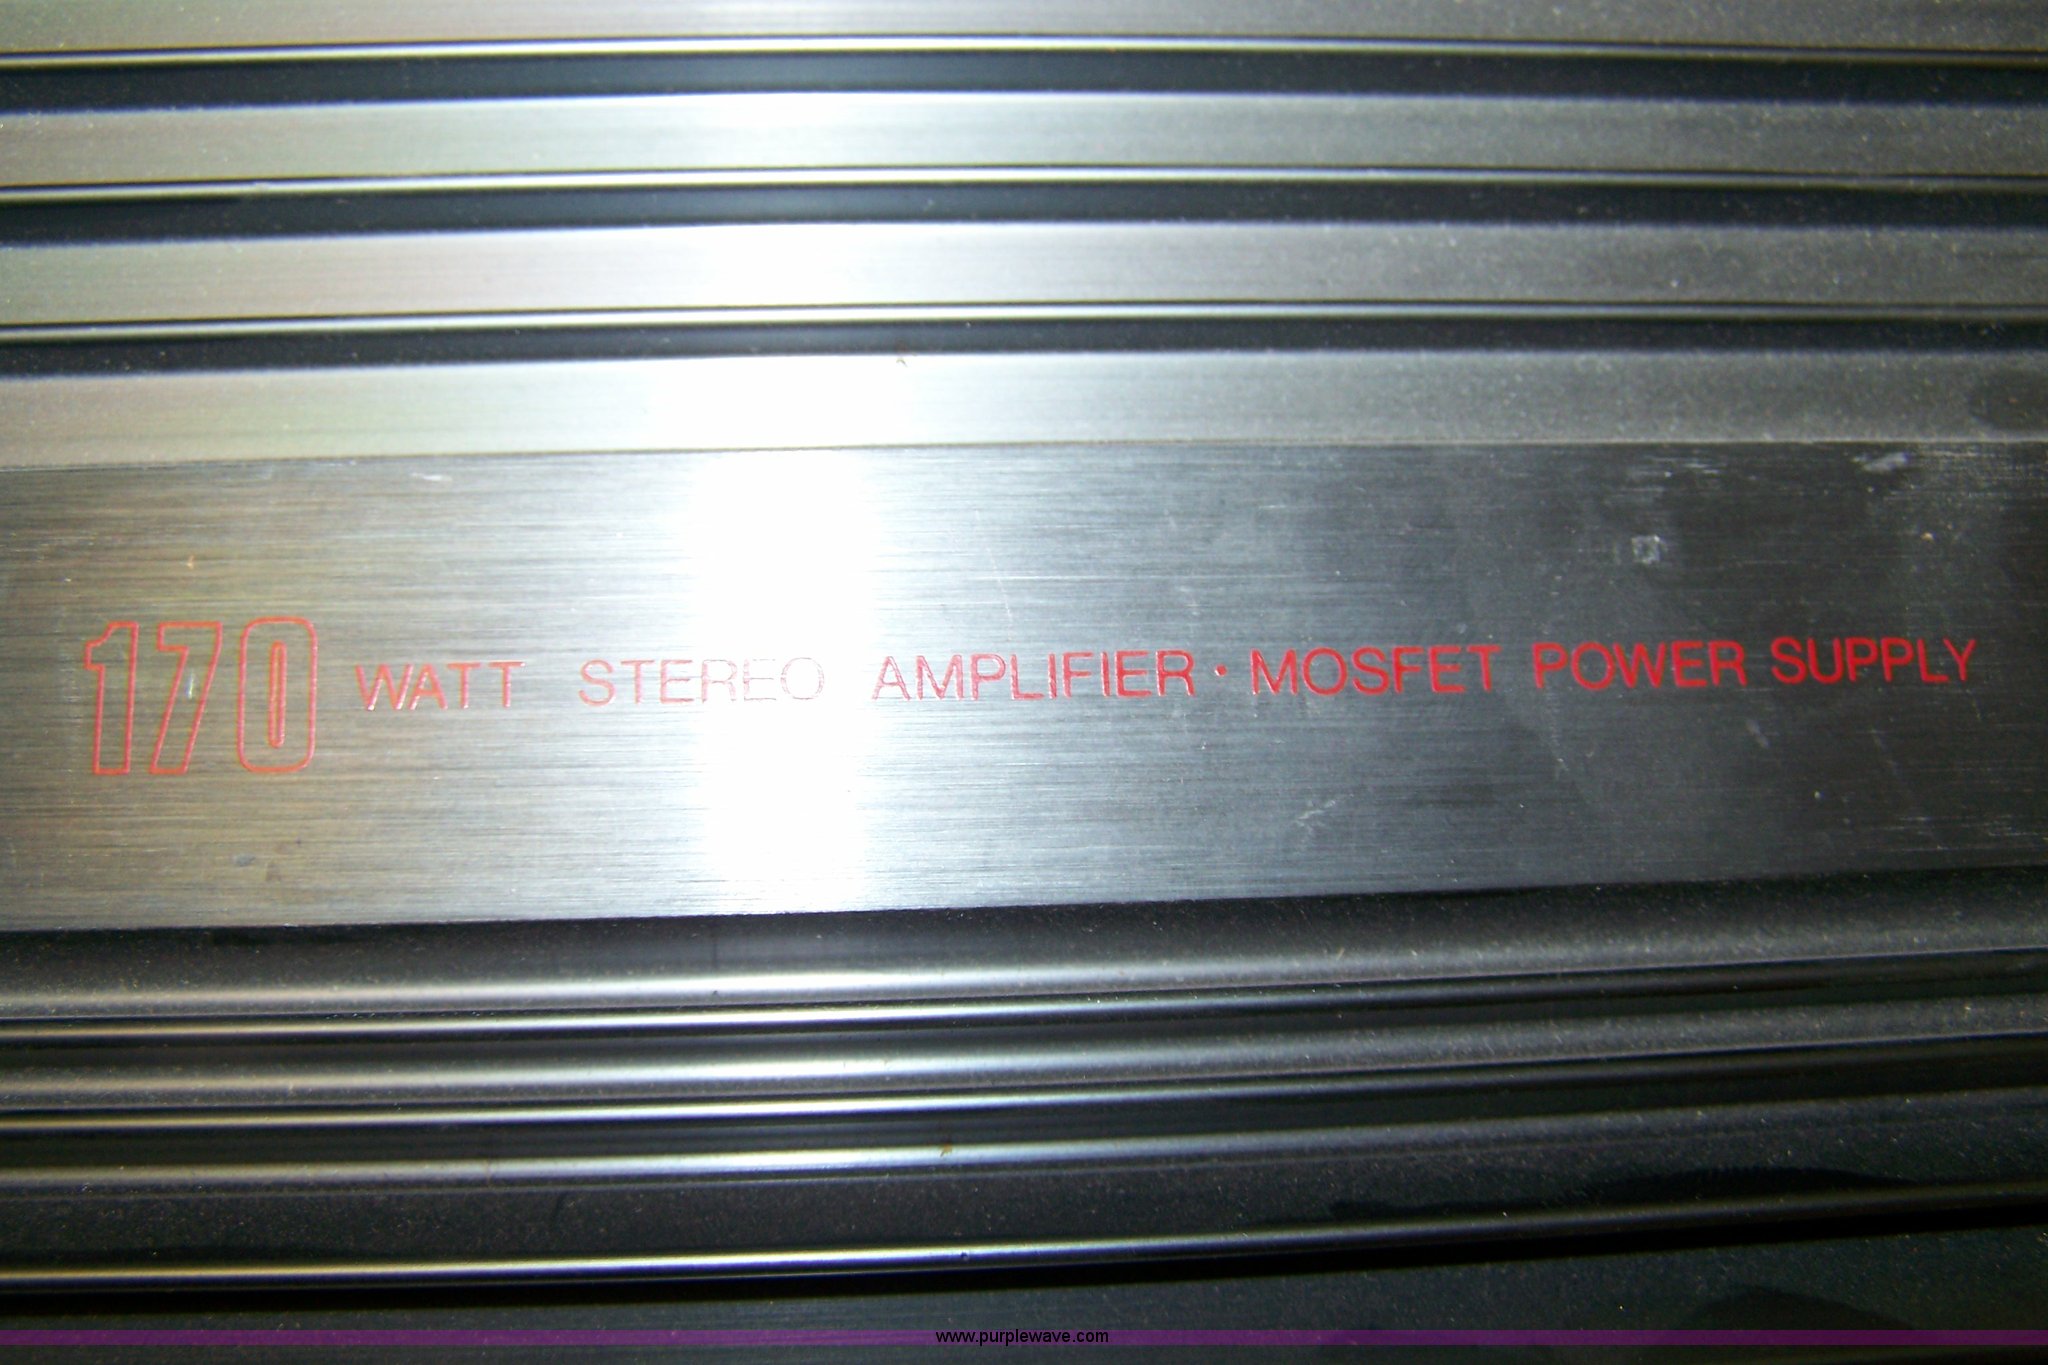 170 WATT STEREO AMPLIFIER · MOSFET POWER SUPPLY
www.purplewave.com